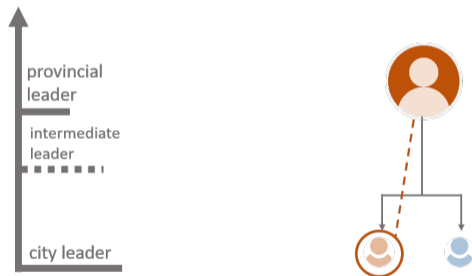 provincial
leader
intermediate
leader
city leader